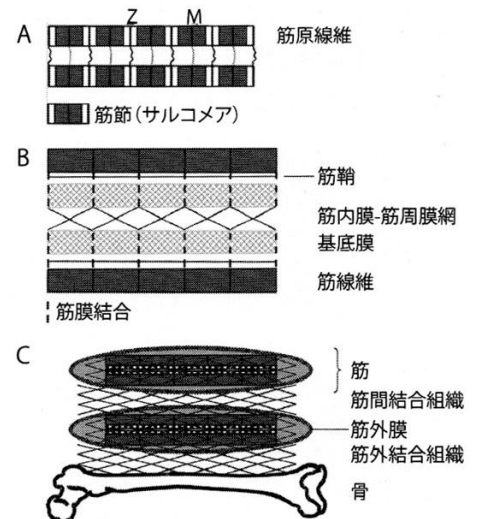 Z M
A 筋原線維
筋節(サルコメア)
B
筋鞘
筋内膜-筋周膜網
基底膜
筋線維
筋膜結合
C
筋
筋間結合組織
筋外膜
筋外結合組織
骨